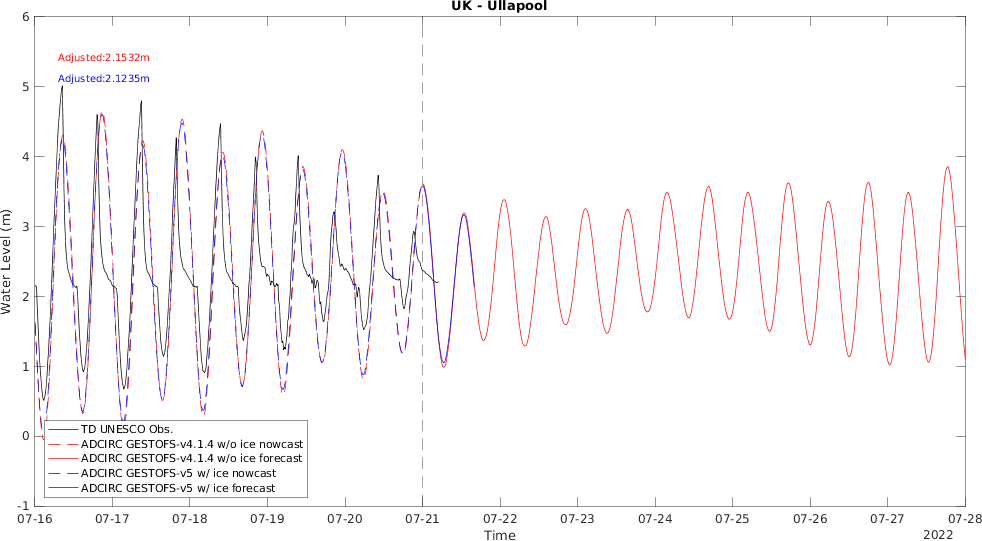 UK - Ullapool
Adjusted:2.1532m
Adjusted:2.1235m
Water Level (m)
6
5
4
3
2
1
0
-1
TD UNESCO Obs.
ADCIRC GESTOFS-v4.1.4 w/o ice nowcast
ADCIRC GESTOFS-v4.1.4 w/o ice forecast
ADCIRC GESTOFS-v5 w/ ice nowcast
ADCIRC GESTOFS-v5 w/ ice forecast
07-16 07-17 07-18 07-19 07-20 07-21 07-22 07-23 07-24 07-25 07-26 07-27 07-28
Time
2022